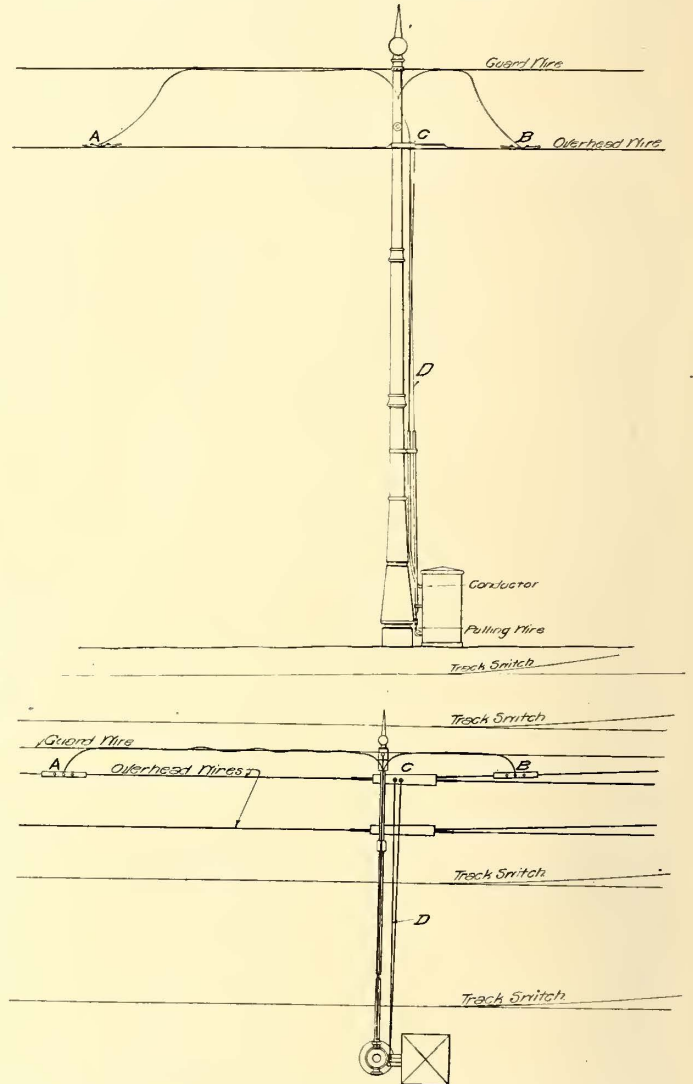 Guard Wire
A
C
B
Overhead Wire
D
Conductor
Pulling Wire
Track Switch
Track Switch
Guard Wire
A
Overhead Wires
C
B
Track Switch
D
Track Switch